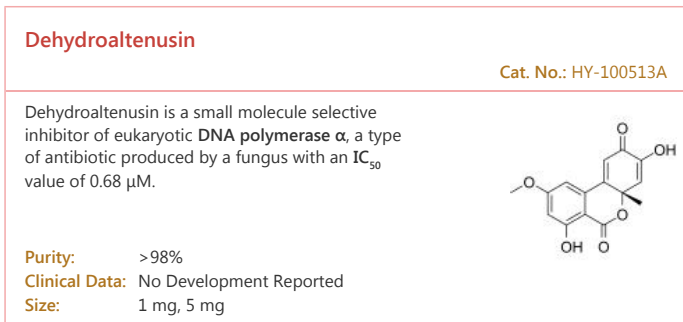 Dehydroaltenusin
Cat. No.: HY-100513A
Dehydroaltenusin is a small molecule selective
inhibitor of eukaryotic DNA polymerase α, a type
of antibiotic produced by a fungus with an IC₅₀
value of 0.68 μM.
O
OH
O
O
OH
O
Purity: >98%
Clinical Data: No Development Reported
Size: 1 mg, 5 mg